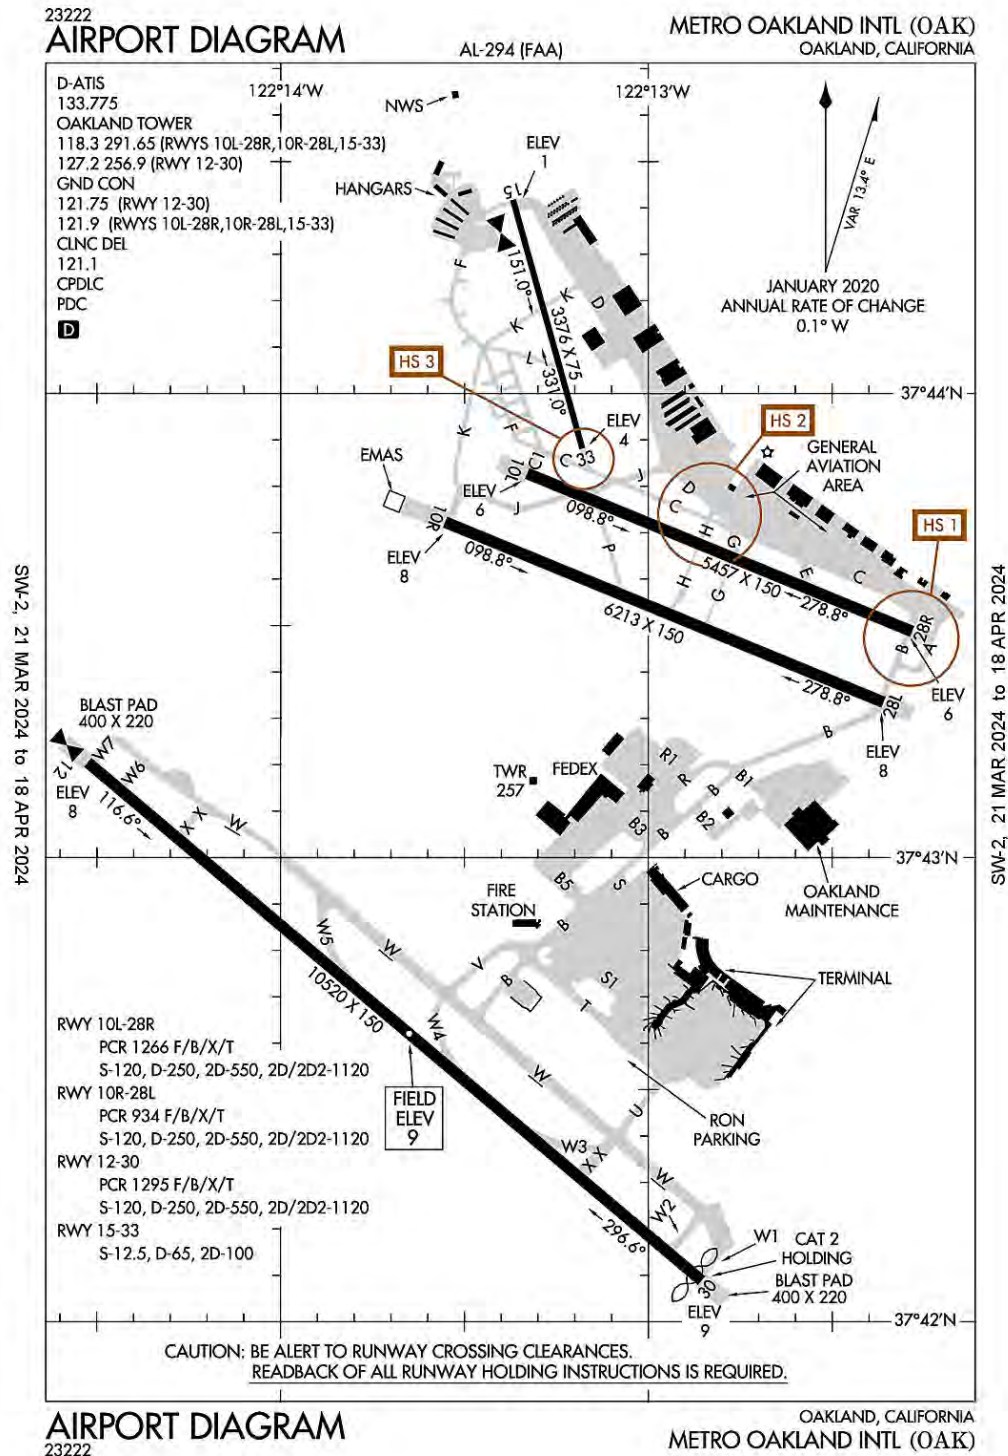 23222
AIRPORT DIAGRAM
AL-294 (FAA)
METRO OAKLAND INTL (OAK)
OAKLAND, CALIFORNIA
D-ATIS
133.775
OAKLAND TOWER
118.3 291.65 (RWYS 10L-28R,10R-28L,15-33)
127.2 256.9 (RWY 12-30)
GND CON
121.75 (RWY 12-30)
121.9 (RWYS 10L-28R,10R-28L,15-33)
CLNC DEL
121.1
CPDLC
PDC
D
122°14'W
122°13'W
NWS
HANGARS
ELEV
1
15
VAR 13.4° E
JANUARY 2020
ANNUAL RATE OF CHANGE
0.1° W
F
151.0°
K
D
3376 X 75
K
L
331.0°
HS 3
37°44'N
HS 2
ELEV
4
K
F
C
33
GENERAL
AVIATION
AREA
EMAS
10L
C1
J
ELEV
6
J
D
C
HS 1
10R
098.8°
P
H
G
E
C
ELEV
8
098.8°
5457 X 150
278.8°
H
G
28R
B
A
6213 X 150
278.8°
28L
ELEV
6
B
ELEV
8
BLAST PAD
400 X 220
W7
12
W6
ELEV
8
116.6°
X X
W
TWR
257
FEDEX
R1
R
B
B1
B2
B3
B
37°43'N
CARGO
OAKLAND
MAINTENANCE
B5
S
FIRE
STATION
B
W5
W
V
B
S1
T
TERMINAL
10520 X 150
W4
FIELD
ELEV
9
W
U
RON
PARKING
RWY 10L-28R
PCR 1266 F/B/X/T
S-120, D-250, 2D-550, 2D/2D2-1120
RWY 10R-28L
PCR 934 F/B/X/T
S-120, D-250, 2D-550, 2D/2D2-1120
RWY 12-30
PCR 1295 F/B/X/T
S-120, D-250, 2D-550, 2D/2D2-1120
RWY 15-33
S-12.5, D-65, 2D-100
W3
X X
W
W2
296.6°
W1
CAT 2
HOLDING
30
BLAST PAD
400 X 220
ELEV
9
37°42'N
CAUTION: BE ALERT TO RUNWAY CROSSING CLEARANCES.
READBACK OF ALL RUNWAY HOLDING INSTRUCTIONS IS REQUIRED.
SW-2, 21 MAR 2024 to 18 APR 2024
SW-2, 21 MAR 2024 to 18 APR 2024
AIRPORT DIAGRAM
23222
OAKLAND, CALIFORNIA
METRO OAKLAND INTL (OAK)